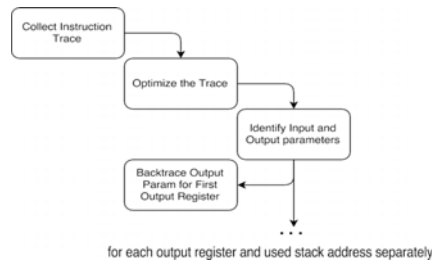 Collect Instruction
Trace
Optimize the Trace
Identify Input and
Output parameters
Backtrace Output
Param for First
Output Register
...
for each output register and used stack address separately